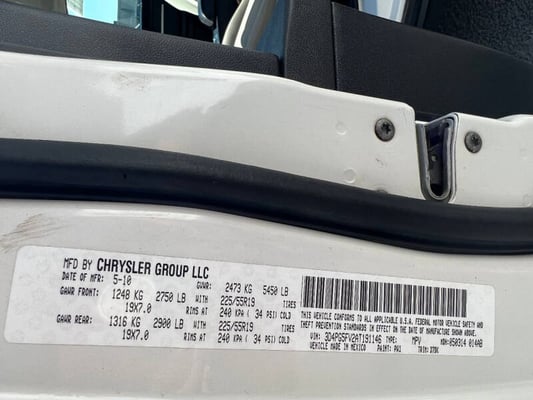 MFD BY CHRYSLER GROUP LLC
DATE OF MFR: 5-10 GVWR: 2473 KG 5450 LB
GAWR FRONT: 1248 KG 2750 LB WITH 225/55R19 TIRES
19X7.0 RIMS AT 240 KPA ( 34 PSI) COLD
GAWR REAR: 1316 KG 2900 LB WITH 225/55R19 TIRES
19X7.0 RIMS AT 240 KPA ( 34 PSI) COLD
THIS VEHICLE CONFORMS TO ALL APPLICABLE U.S.A. FEDERAL MOTOR VEHICLE SAFETY AND
THEFT PREVENTION STANDARDS IN EFFECT ON THE DATE OF MANUFACTURE SHOWN ABOVE.
VIN: 3D4PG5FV2AT191146 MPV MDH:050314 014AB
VEHICLE MADE IN MEXICO PAINT: PW1 TRIM: